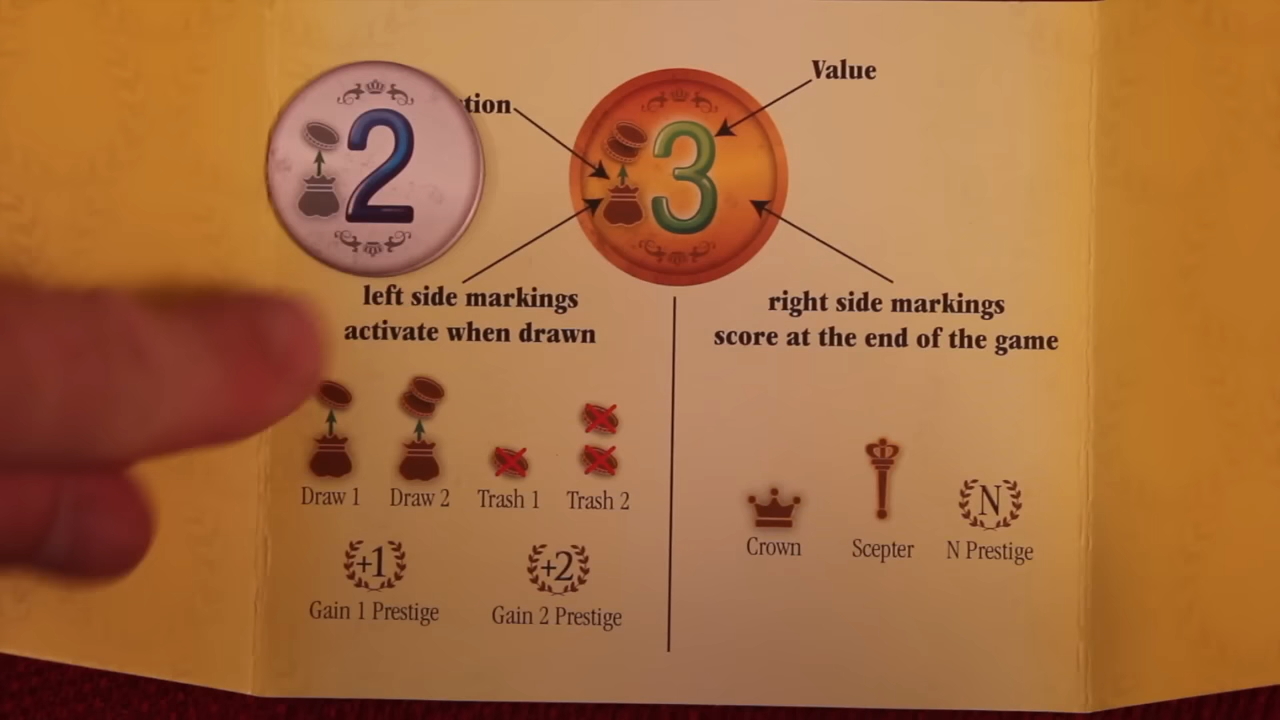 Value
tion
2
3
left side markings
activate when drawn
right side markings
score at the end of the game
Draw 1
Draw 2
Trash 1
Trash 2
Crown
Scepter
N
N Prestige
+1
+2
Gain 1 Prestige
Gain 2 Prestige